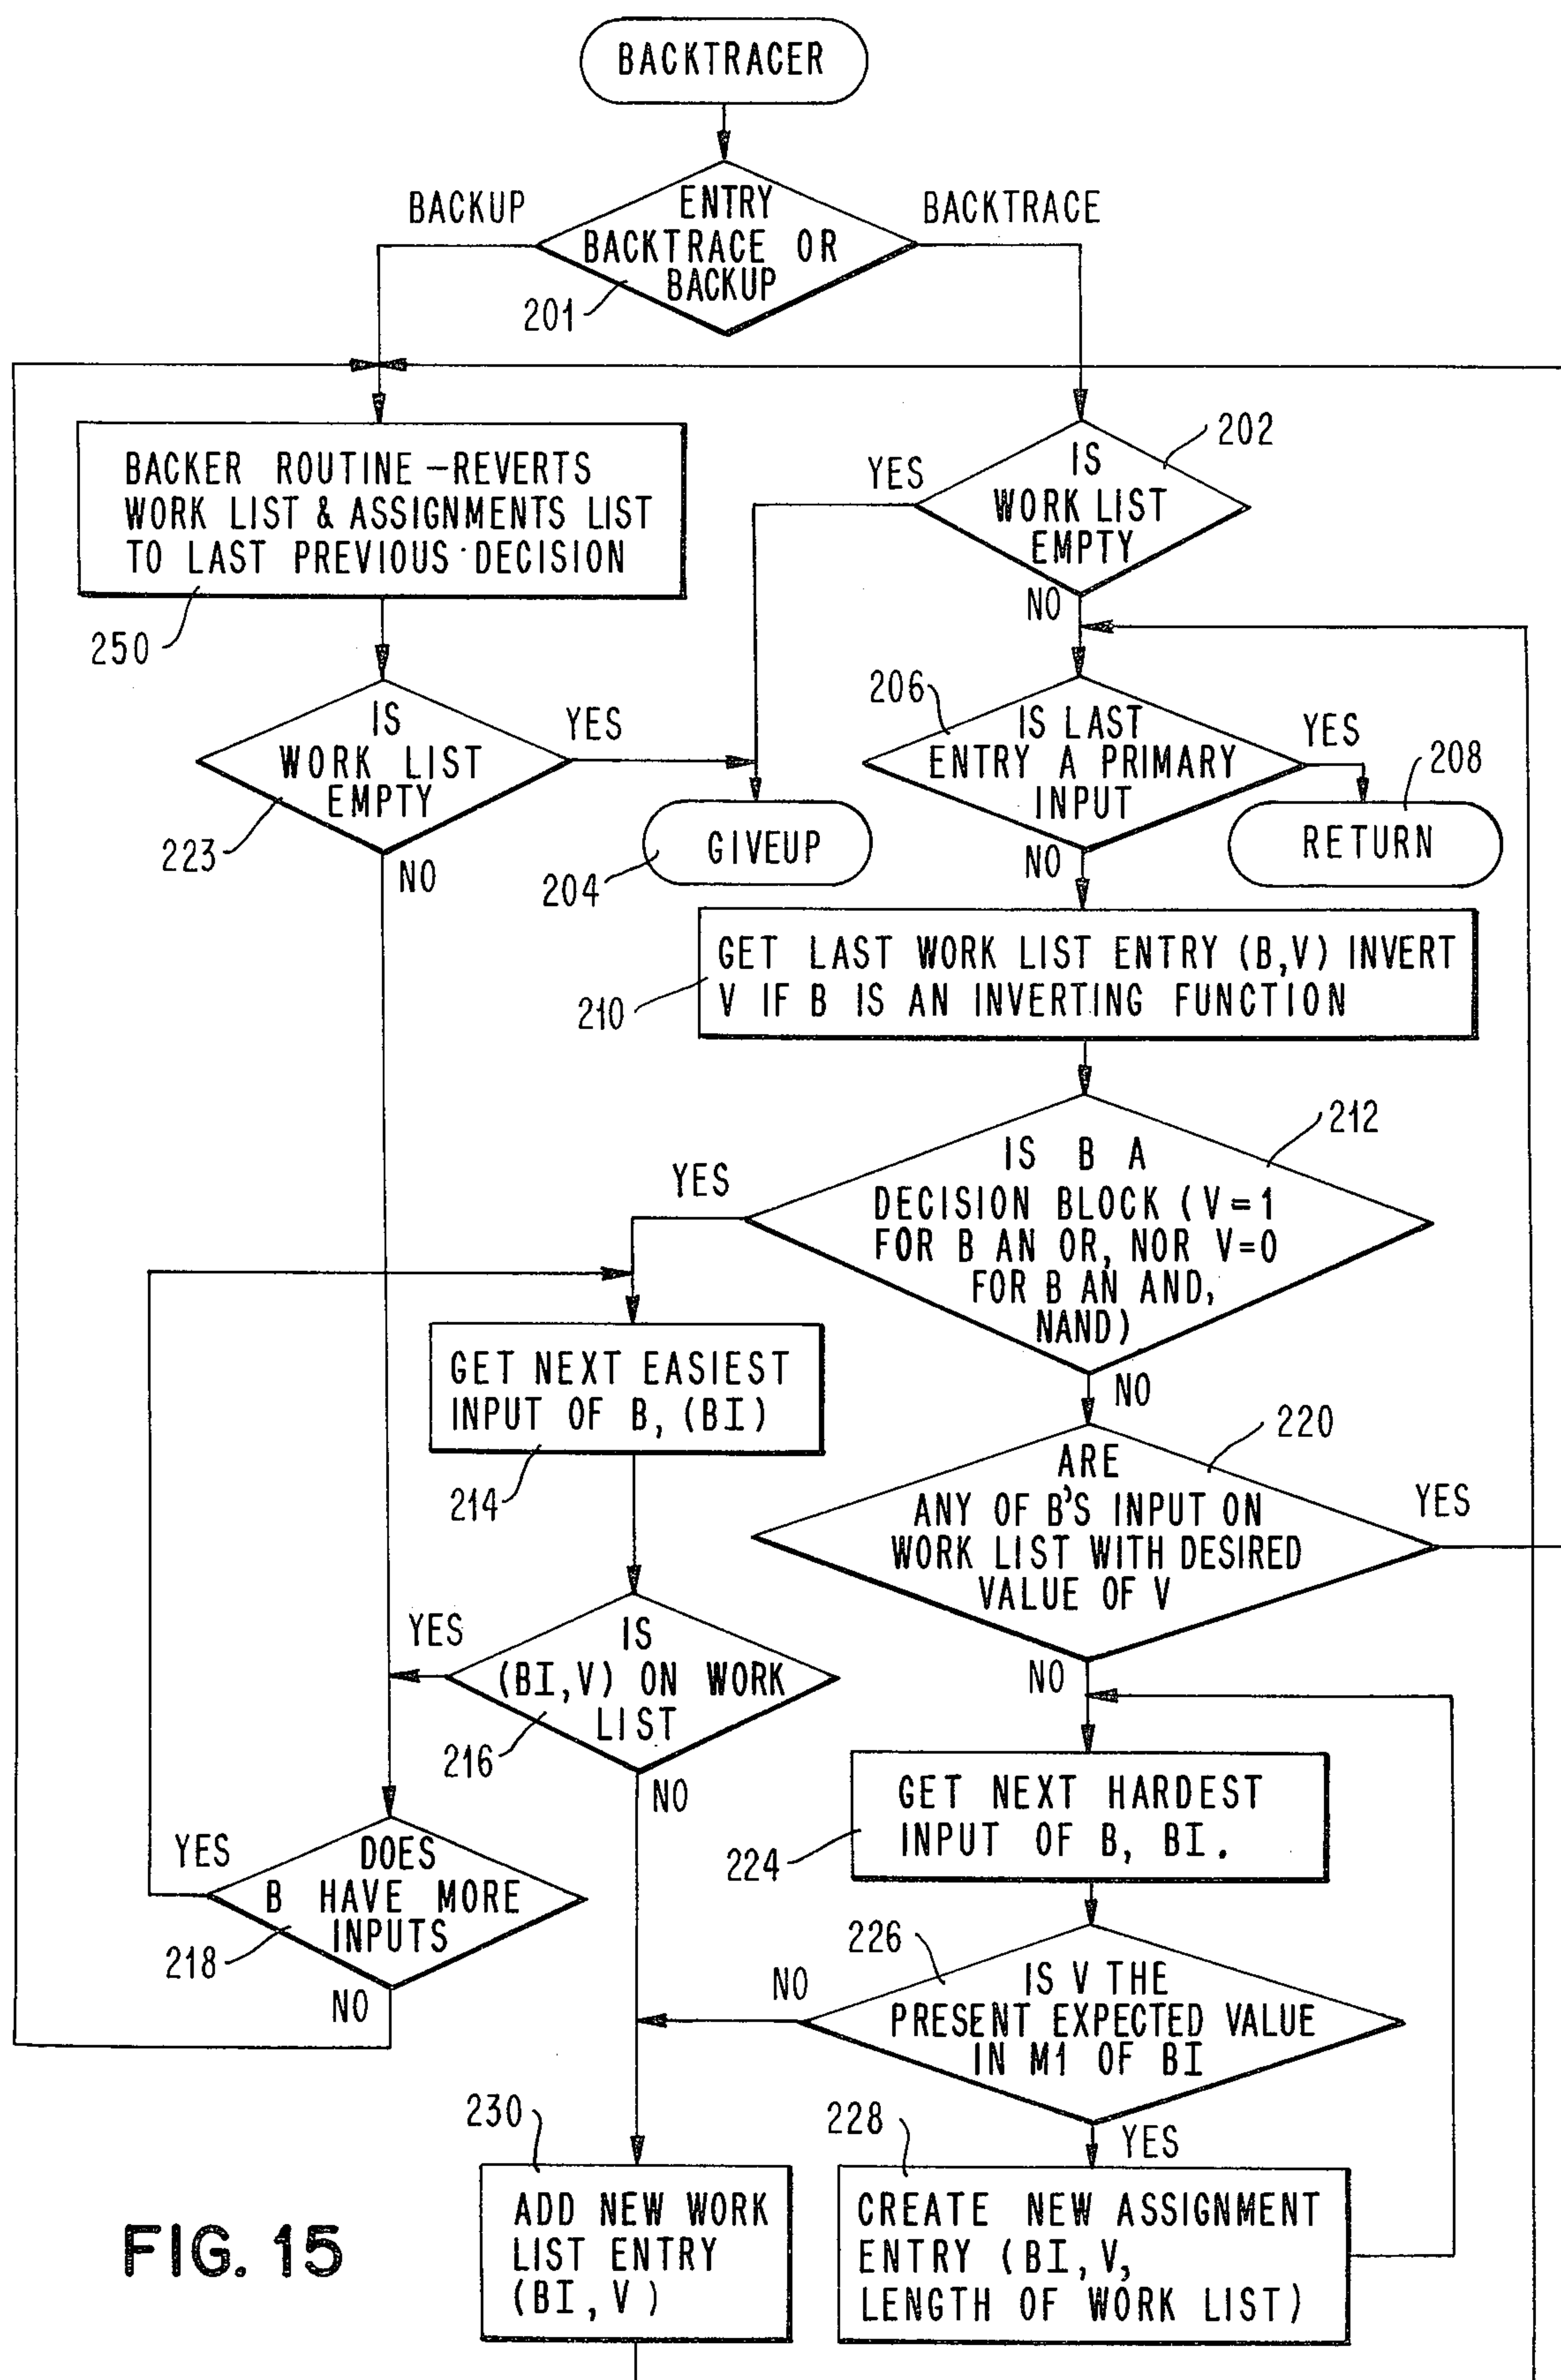 BACKTRACER
ENTRY
BACKTRACE OR
BACKUP
BACKUP
BACKTRACE
201
BACKER ROUTINE – REVERTS
WORK LIST & ASSIGNMENTS LIST
TO LAST PREVIOUS DECISION
250
IS
WORK LIST
EMPTY
202
YES
NO
IS
WORK LIST
EMPTY
223
YES
NO
GIVEUP
204
206
IS LAST
ENTRY A PRIMARY
INPUT
YES
NO
208
RETURN
GET LAST WORK LIST ENTRY (B,V) INVERT
V IF B IS AN INVERTING FUNCTION
210
212
IS B A
DECISION BLOCK (V=1
FOR B AN OR, NOR V=0
FOR B AN AND,
NAND)
YES
NO
GET NEXT EASIEST
INPUT OF B, (BI)
214
220
ARE
ANY OF B'S INPUT ON
WORK LIST WITH DESIRED
VALUE OF V
YES
NO
IS
(BI,V) ON WORK
LIST
216
YES
NO
GET NEXT HARDEST
INPUT OF B, BI.
224
DOES
B HAVE MORE
INPUTS
218
YES
NO
226
IS V THE
PRESENT EXPECTED VALUE
IN M1 OF BI
NO
YES
230
ADD NEW WORK
LIST ENTRY
(BI, V)
228
CREATE NEW ASSIGNMENT
ENTRY (BI, V,
LENGTH OF WORK LIST)
FIG. 15